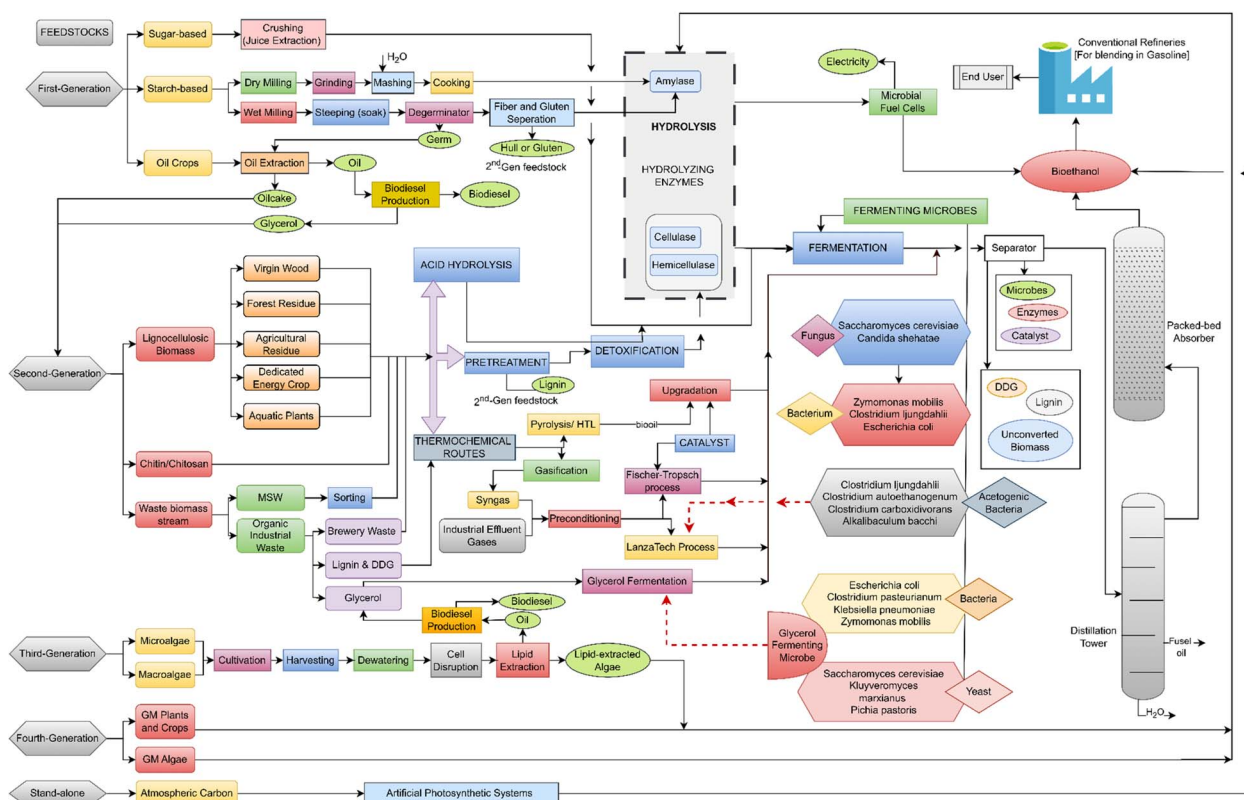 FEEDSTOCKS
First-Generation
Sugar-based
Crushing
(Juice Extraction)
Starch-based
H2O
Dry Milling
Grinding
Mashing
Cooking
Wet Milling
Steeping (soak)
Degerminator
Fiber and Gluten
Seperation
Germ
Hull or Gluten
2nd-Gen feedstock
Oil Crops
Oil Extraction
Oil
Oilcake
Biodiesel
Production
Biodiesel
Glycerol
Amylase
HYDROLYSIS
HYDROLYZING
ENZYMES
Cellulase
Hemicellulase
Electricity
Microbial
Fuel Cells
End User
Conventional Refineries
[For blending in Gasoline]
Bioethanol
FERMENTING MICROBES
FERMENTATION
Separator
Microbes
Enzymes
Catalyst
DDG
Lignin
Unconverted
Biomass
Packed-bed
Absorber
Second-Generation
Lignocellulosic
Biomass
Virgin Wood
Forest Residue
Agricultural
Residue
Dedicated
Energy Crop
Aquatic Plants
Chitin/Chitosan
Waste biomass
stream
MSW
Sorting
Organic
Industrial
Waste
Brewery Waste
Lignin & DDG
Glycerol
ACID HYDROLYSIS
PRETREATMENT
DETOXIFICATION
Lignin
2nd-Gen feedstock
THERMOCHEMICAL
ROUTES
Pyrolysis/ HTL
biooil
Upgradation
Gasification
CATALYST
Syngas
Fischer-Tropsch
process
Industrial Effluent
Gases
Preconditioning
LanzaTech Process
Glycerol Fermentation
Fungus
Saccharomyces cerevisiae
Candida shehatae
Bacterium
Zymomonas mobilis
Clostridium ljungdahlii
Escherichia coli
Clostridium ljungdahlii
Clostridium autoethanogenum
Clostridium carboxidivorans
Alkalibaculum bacchi
Acetogenic
Bacteria
Escherichia coli
Clostridium pasteurianum
Klebsiella pneumoniae
Zymomonas mobilis
Bacteria
Glycerol
Fermenting
Microbe
Saccharomyces cerevisiae
Kluyveromyces
marxianus
Pichia pastoris
Yeast
Distillation
Tower
Fusel
oil
H2O
Third-Generation
Microalgae
Macroalgae
Cultivation
Harvesting
Dewatering
Cell
Disruption
Lipid
Extraction
Biodiesel
Production
Biodiesel
Oil
Lipid-extracted
Algae
Fourth-Generation
GM Plants
and Crops
GM Algae
Stand-alone
Atmospheric Carbon
Artificial Photosynthetic Systems